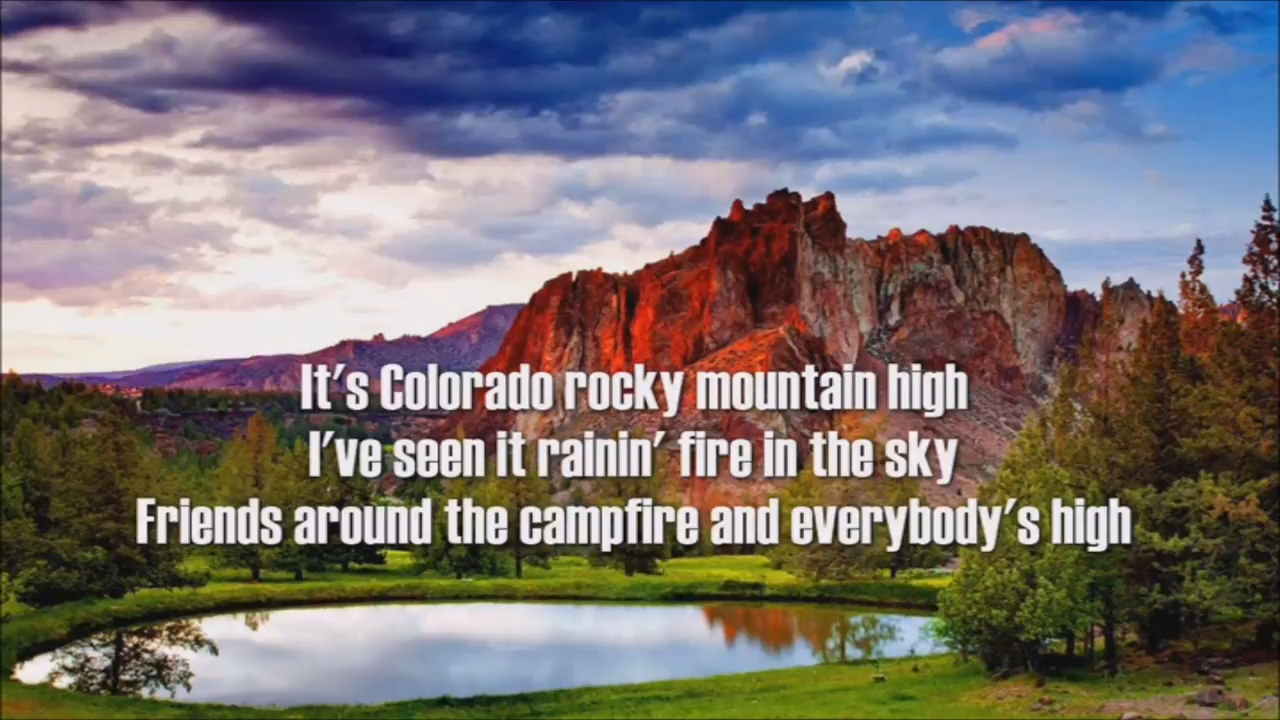 It's Colorado rocky mountain high
I've seen it rainin' fire in the sky
Friends around the campfire and everybody's high